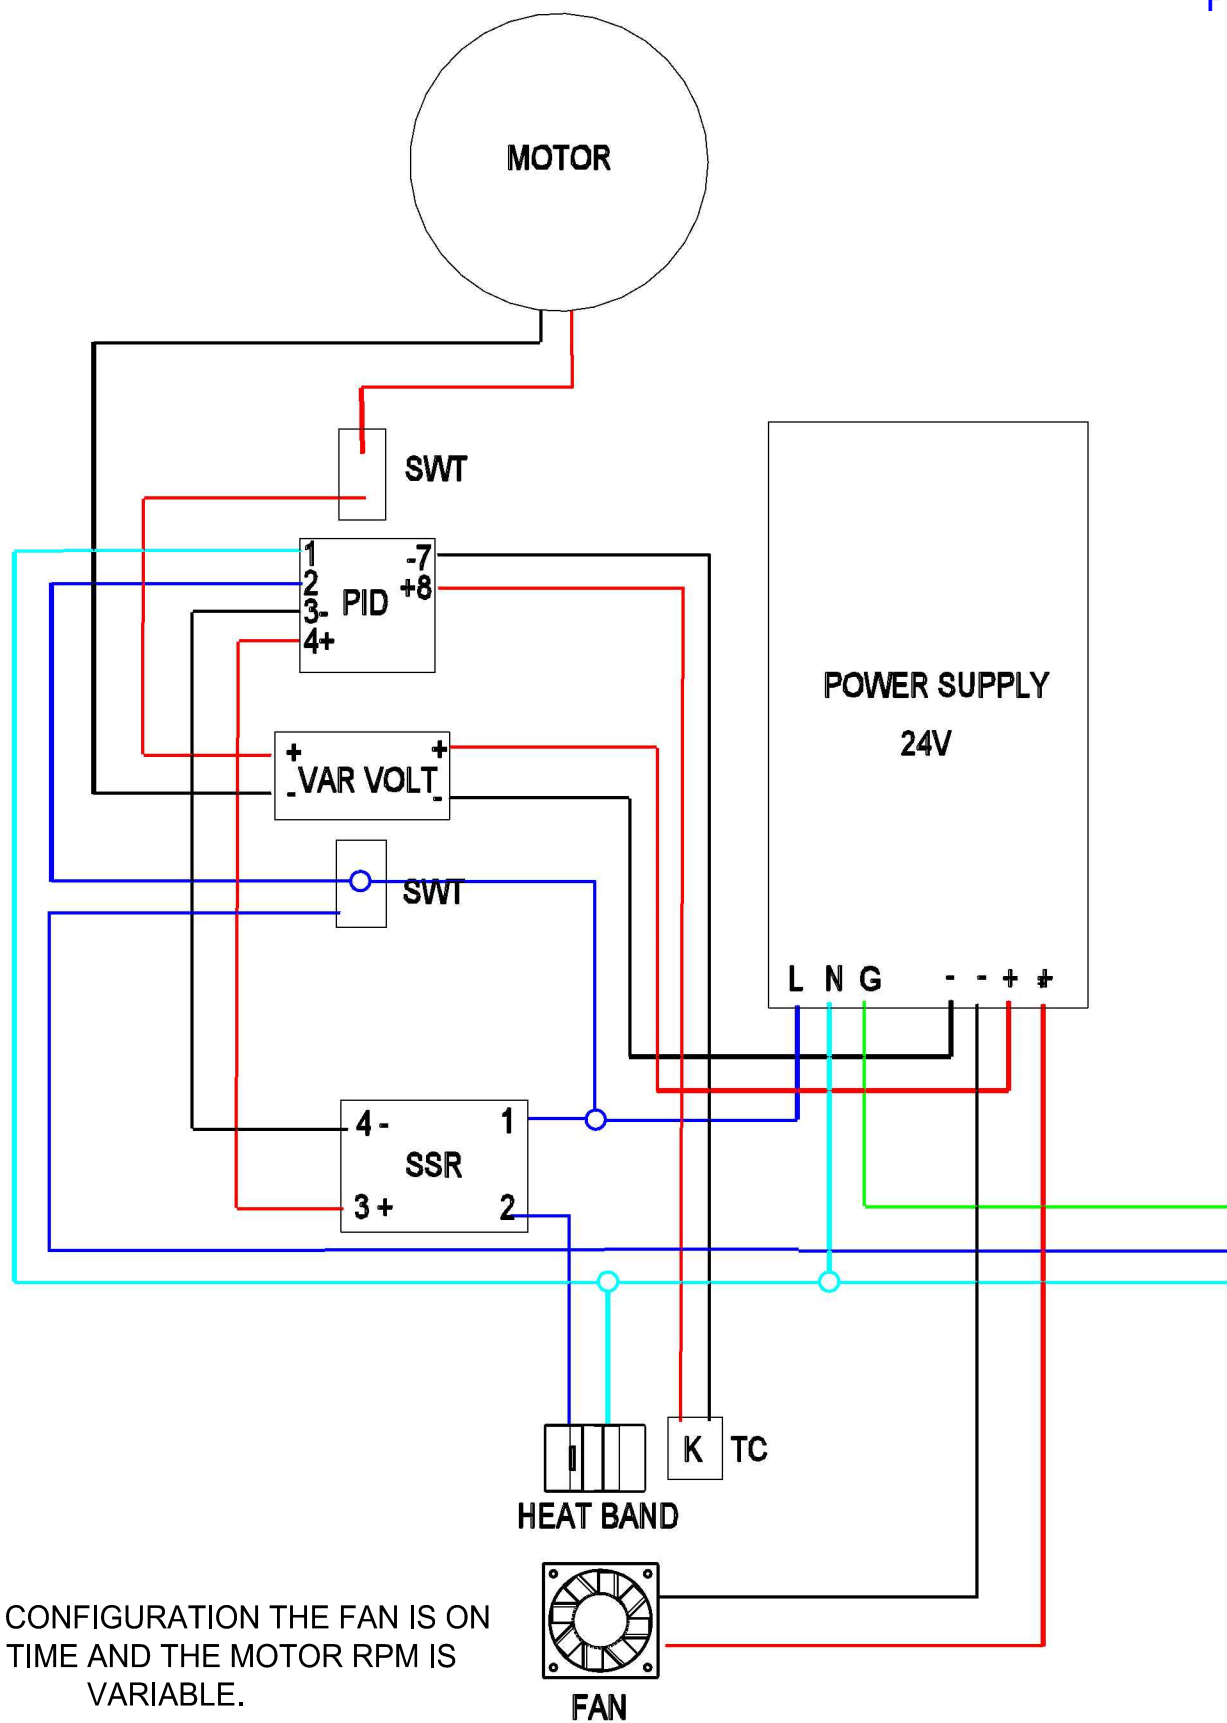 MOTOR
SWT
1
-7
2
+8
PID
3-
4+
POWER SUPPLY
24V
+
+
VAR VOLT
-
-
SWT
L N G - - + +
4 -
1
SSR
3 +
2
K TC
HEAT BAND
CONFIGURATION THE FAN IS ON
TIME AND THE MOTOR RPM IS
VARIABLE.
FAN